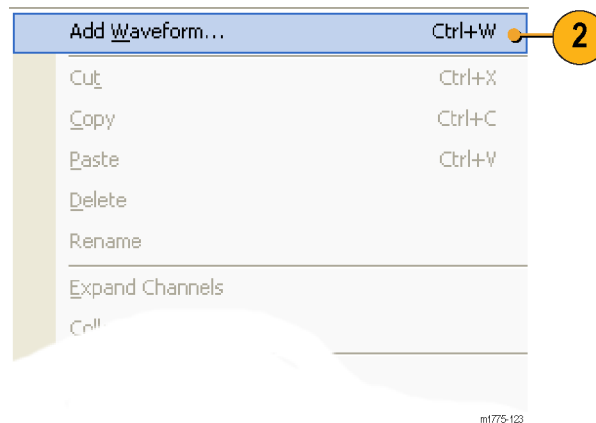 Add Waveform... Ctrl+W 2
Cut Ctrl+X
Copy Ctrl+C
Paste Ctrl+V
Delete
Rename
Expand Channels
m1775-123